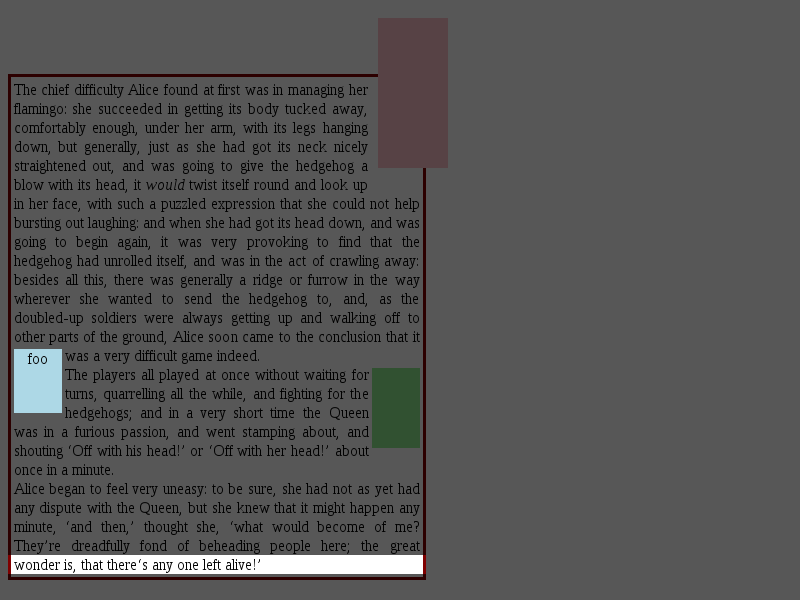 The chief difficulty Alice found at first was in managing her
flamingo: she succeeded in getting its body tucked away,
comfortably enough, under her arm, with its legs hanging
down, but generally, just as she had got its neck nicely
straightened out, and was going to give the hedgehog a
blow with its head, it would twist itself round and look up
in her face, with such a puzzled expression that she could not help
bursting out laughing: and when she had got its head down, and was
going to begin again, it was very provoking to find that the
hedgehog had unrolled itself, and was in the act of crawling away:
besides all this, there was generally a ridge or furrow in the way
wherever she wanted to send the hedgehog to, and, as the
doubled-up soldiers were always getting up and walking off to
other parts of the ground, Alice soon came to the conclusion that it
foo
was a very difficult game indeed.
The players all played at once without waiting for
turns, quarrelling all the while, and fighting for the
hedgehogs; and in a very short time the Queen
was in a furious passion, and went stamping about, and
shouting ‘Off with his head!’ or ‘Off with her head!’ about
once in a minute.
Alice began to feel very uneasy: to be sure, she had not as yet had
any dispute with the Queen, but she knew that it might happen any
minute, ‘and then,’ thought she, ‘what would become of me?
They’re dreadfully fond of beheading people here; the great
wonder is, that there‘s any one left alive!’